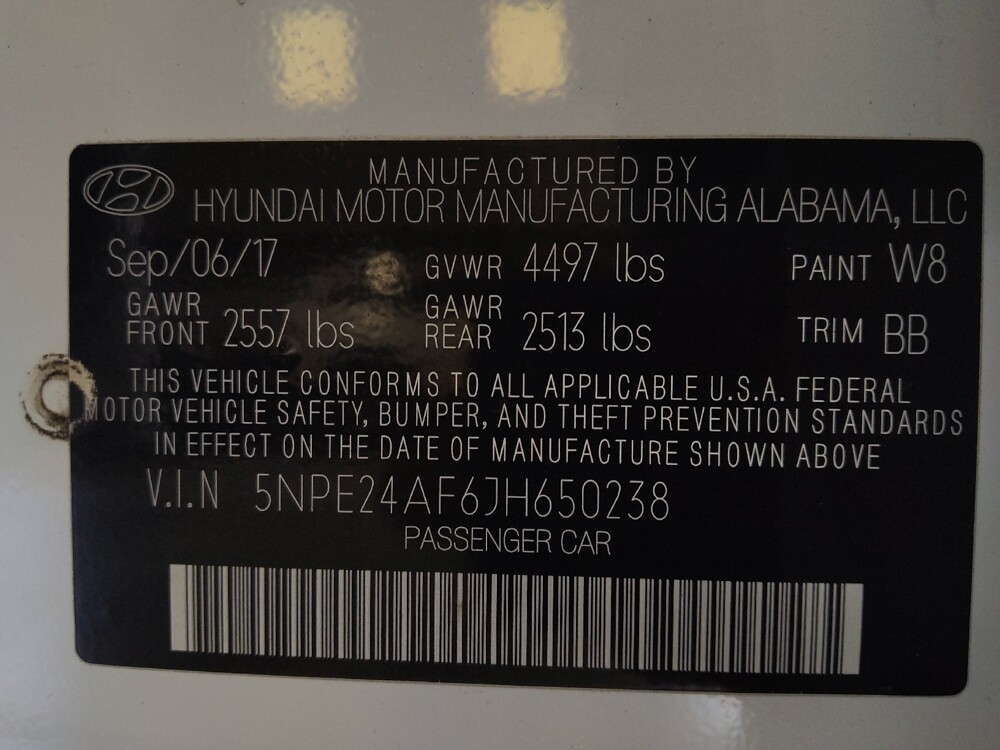 MANUFACTURED BY
HYUNDAI MOTOR MANUFACTURING ALABAMA, LLC
Sep/06/17 GVWR 4497 lbs PAINT W8
GAWR FRONT 2557 lbs GAWR REAR 2513 lbs TRIM BB
THIS VEHICLE CONFORMS TO ALL APPLICABLE U.S.A. FEDERAL
MOTOR VEHICLE SAFETY, BUMPER, AND THEFT PREVENTION STANDARDS
IN EFFECT ON THE DATE OF MANUFACTURE SHOWN ABOVE
V.I.N 5NPE24AF6JH650238
PASSENGER CAR